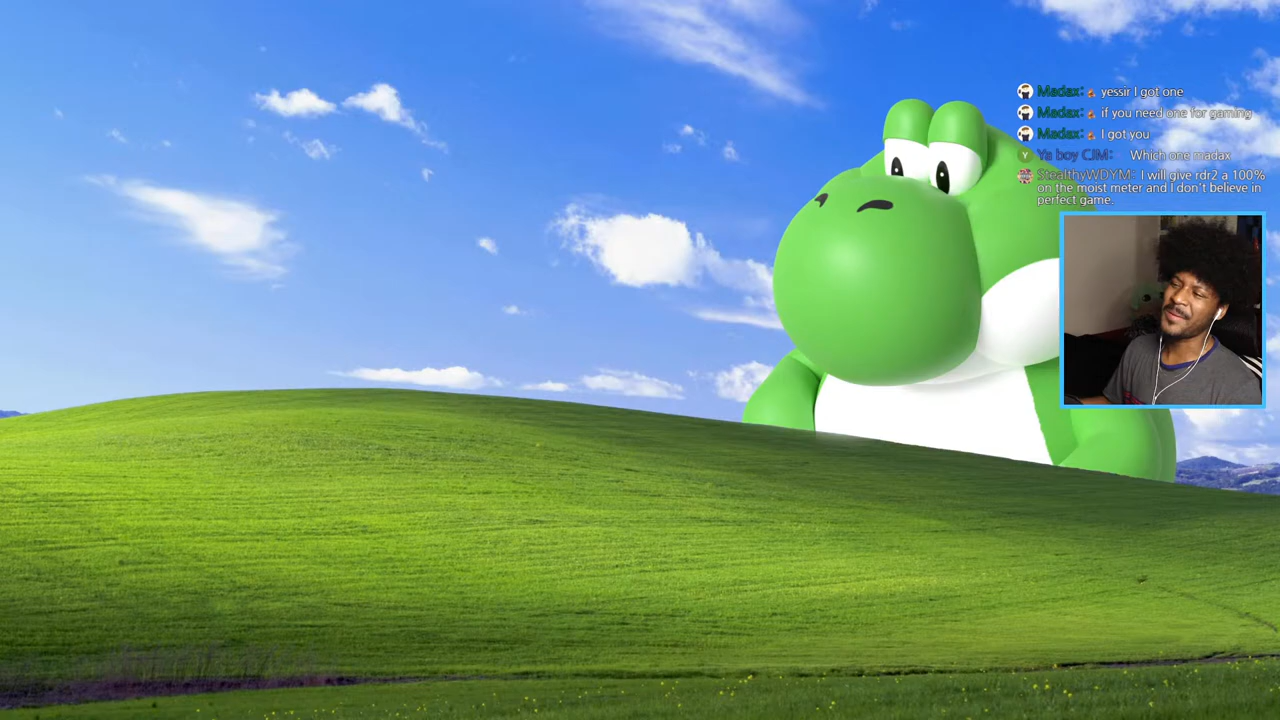 Madax: yessir I got one
Madax: if you need one for gaming
Madax: I got you
Ya boy CJM: Which one madax
StealthyWDYM: I will give rdr2 a 100%
on the moist meter and I don't believe in
perfect game.